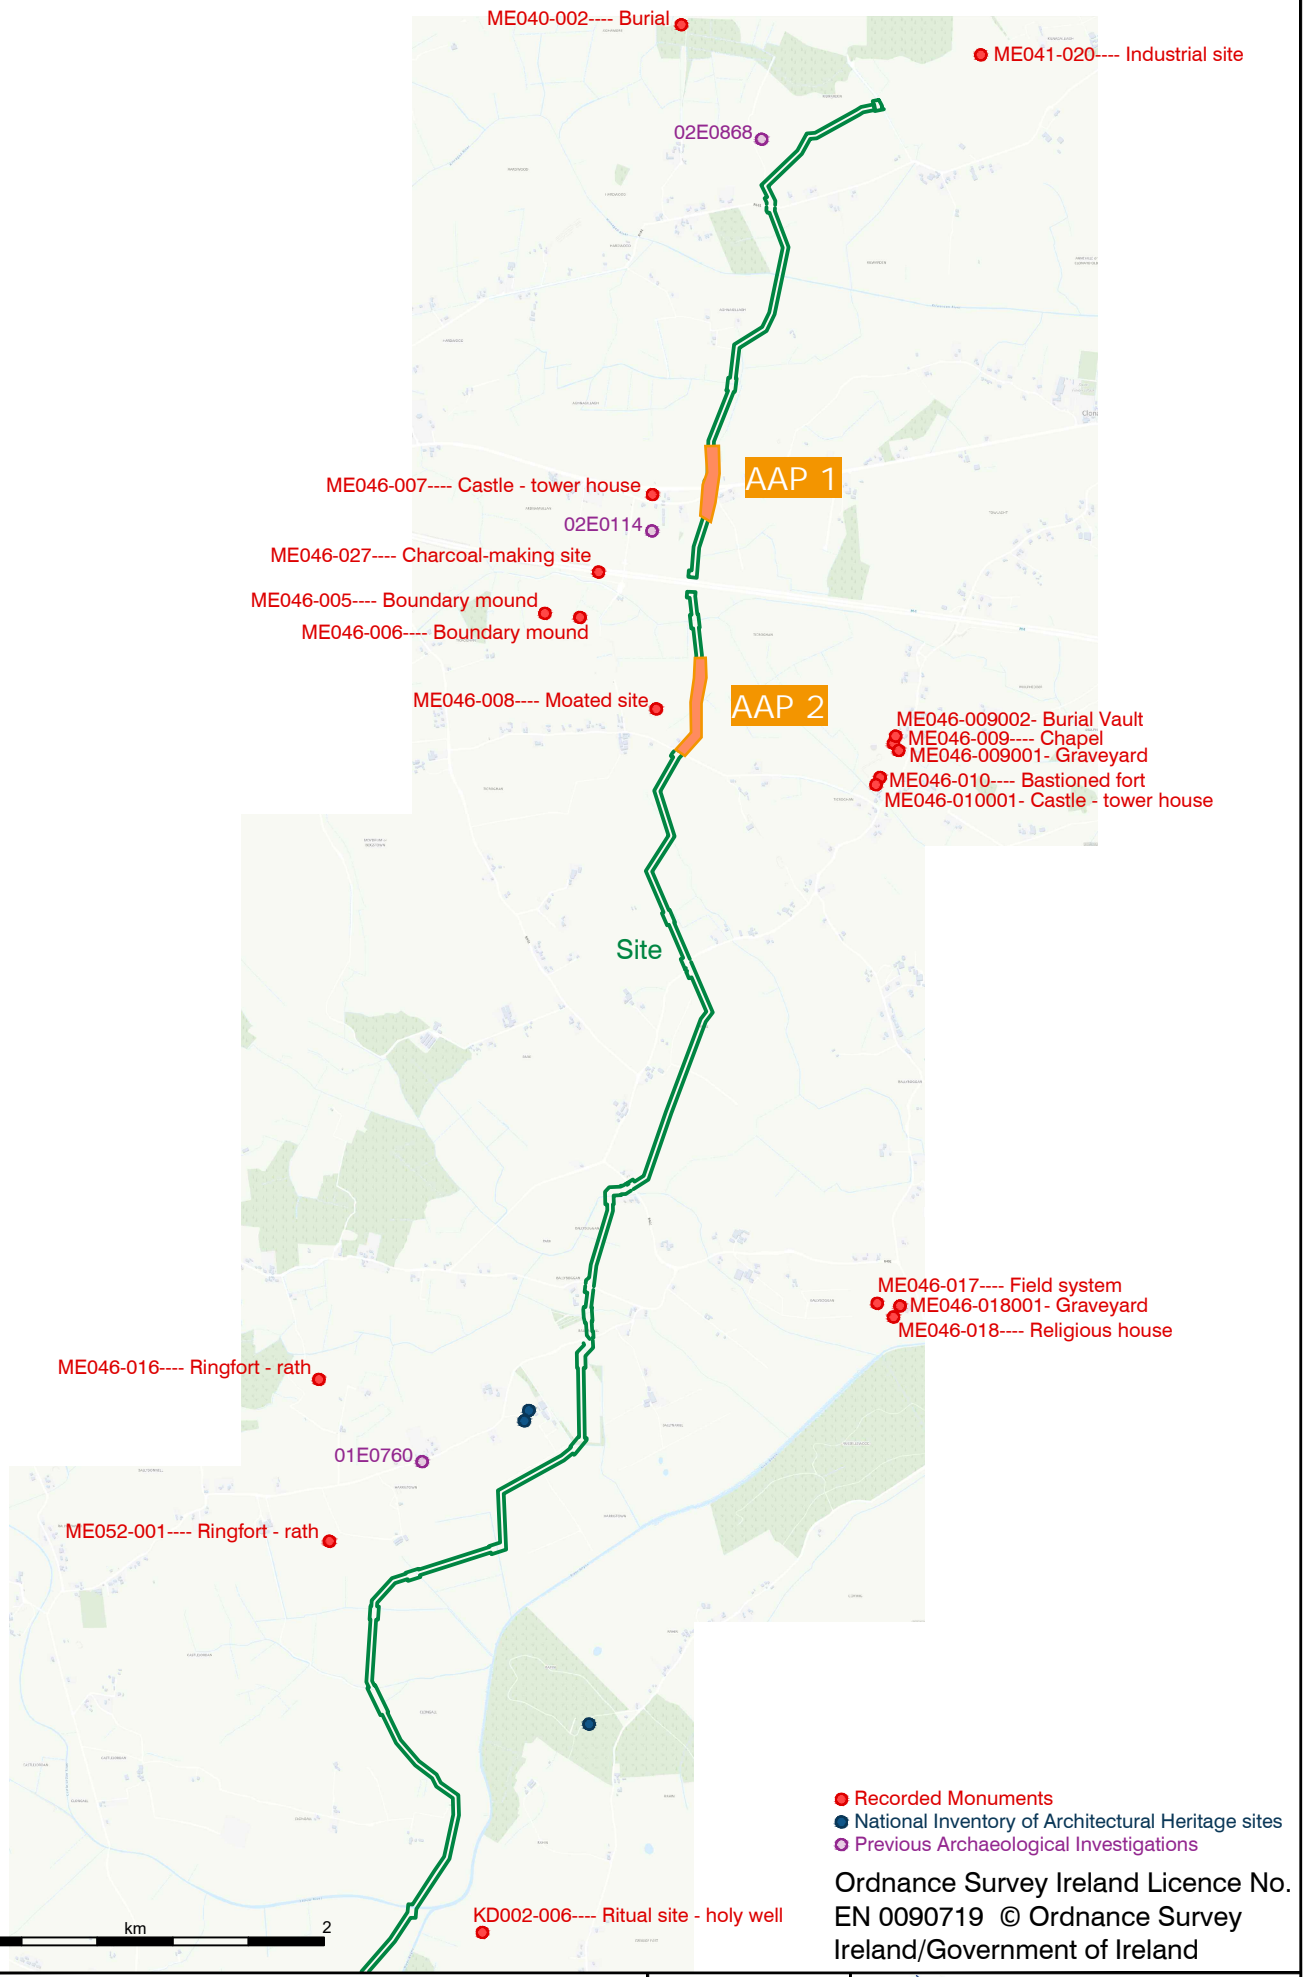 ME040-002---- Burial
ME041-020---- Industrial site
02E0868
ME046-007---- Castle - tower house
AAP 1
02E0114
ME046-027---- Charcoal-making site
ME046-005---- Boundary mound
ME046-006---- Boundary mound
ME046-008---- Moated site
AAP 2
ME046-009002- Burial Vault
ME046-009---- Chapel
ME046-009001- Graveyard
ME046-010---- Bastioned fort
ME046-010001- Castle - tower house
Site
ME046-017---- Field system
ME046-018001- Graveyard
ME046-018---- Religious house
ME046-016---- Ringfort - rath
01E0760
ME052-001---- Ringfort - rath
Recorded Monuments
National Inventory of Architectural Heritage sites
Previous Archaeological Investigations
Ordnance Survey Ireland Licence No.
EN 0090719 © Ordnance Survey
Ireland/Government of Ireland
KD002-006---- Ritual site - holy well
km
2